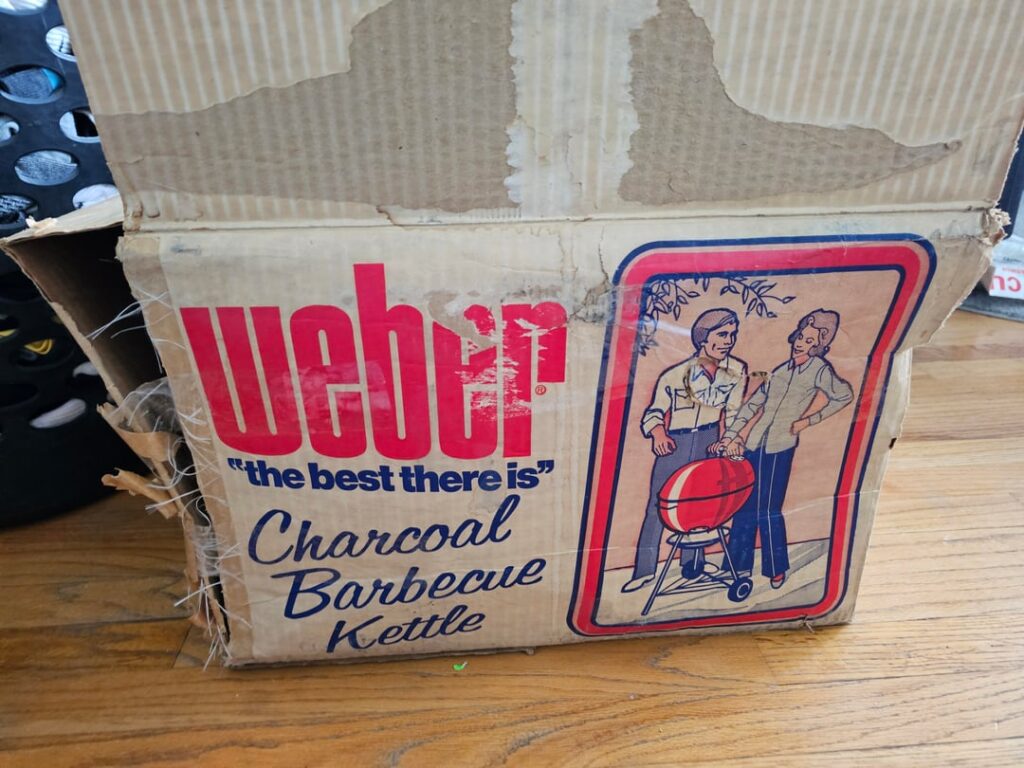 weber®
"the best there is"
Charcoal
Barbecue
Kettle